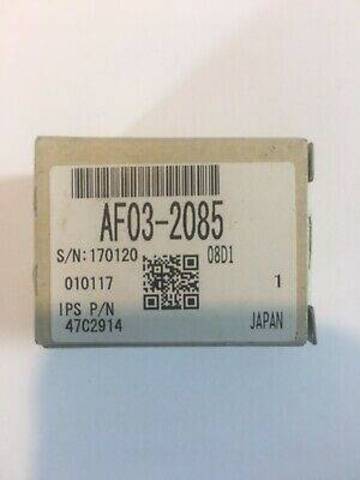 AF03-2085
S/N:170120 08D1
010117 1
IPS P/N
47C2914 JAPAN